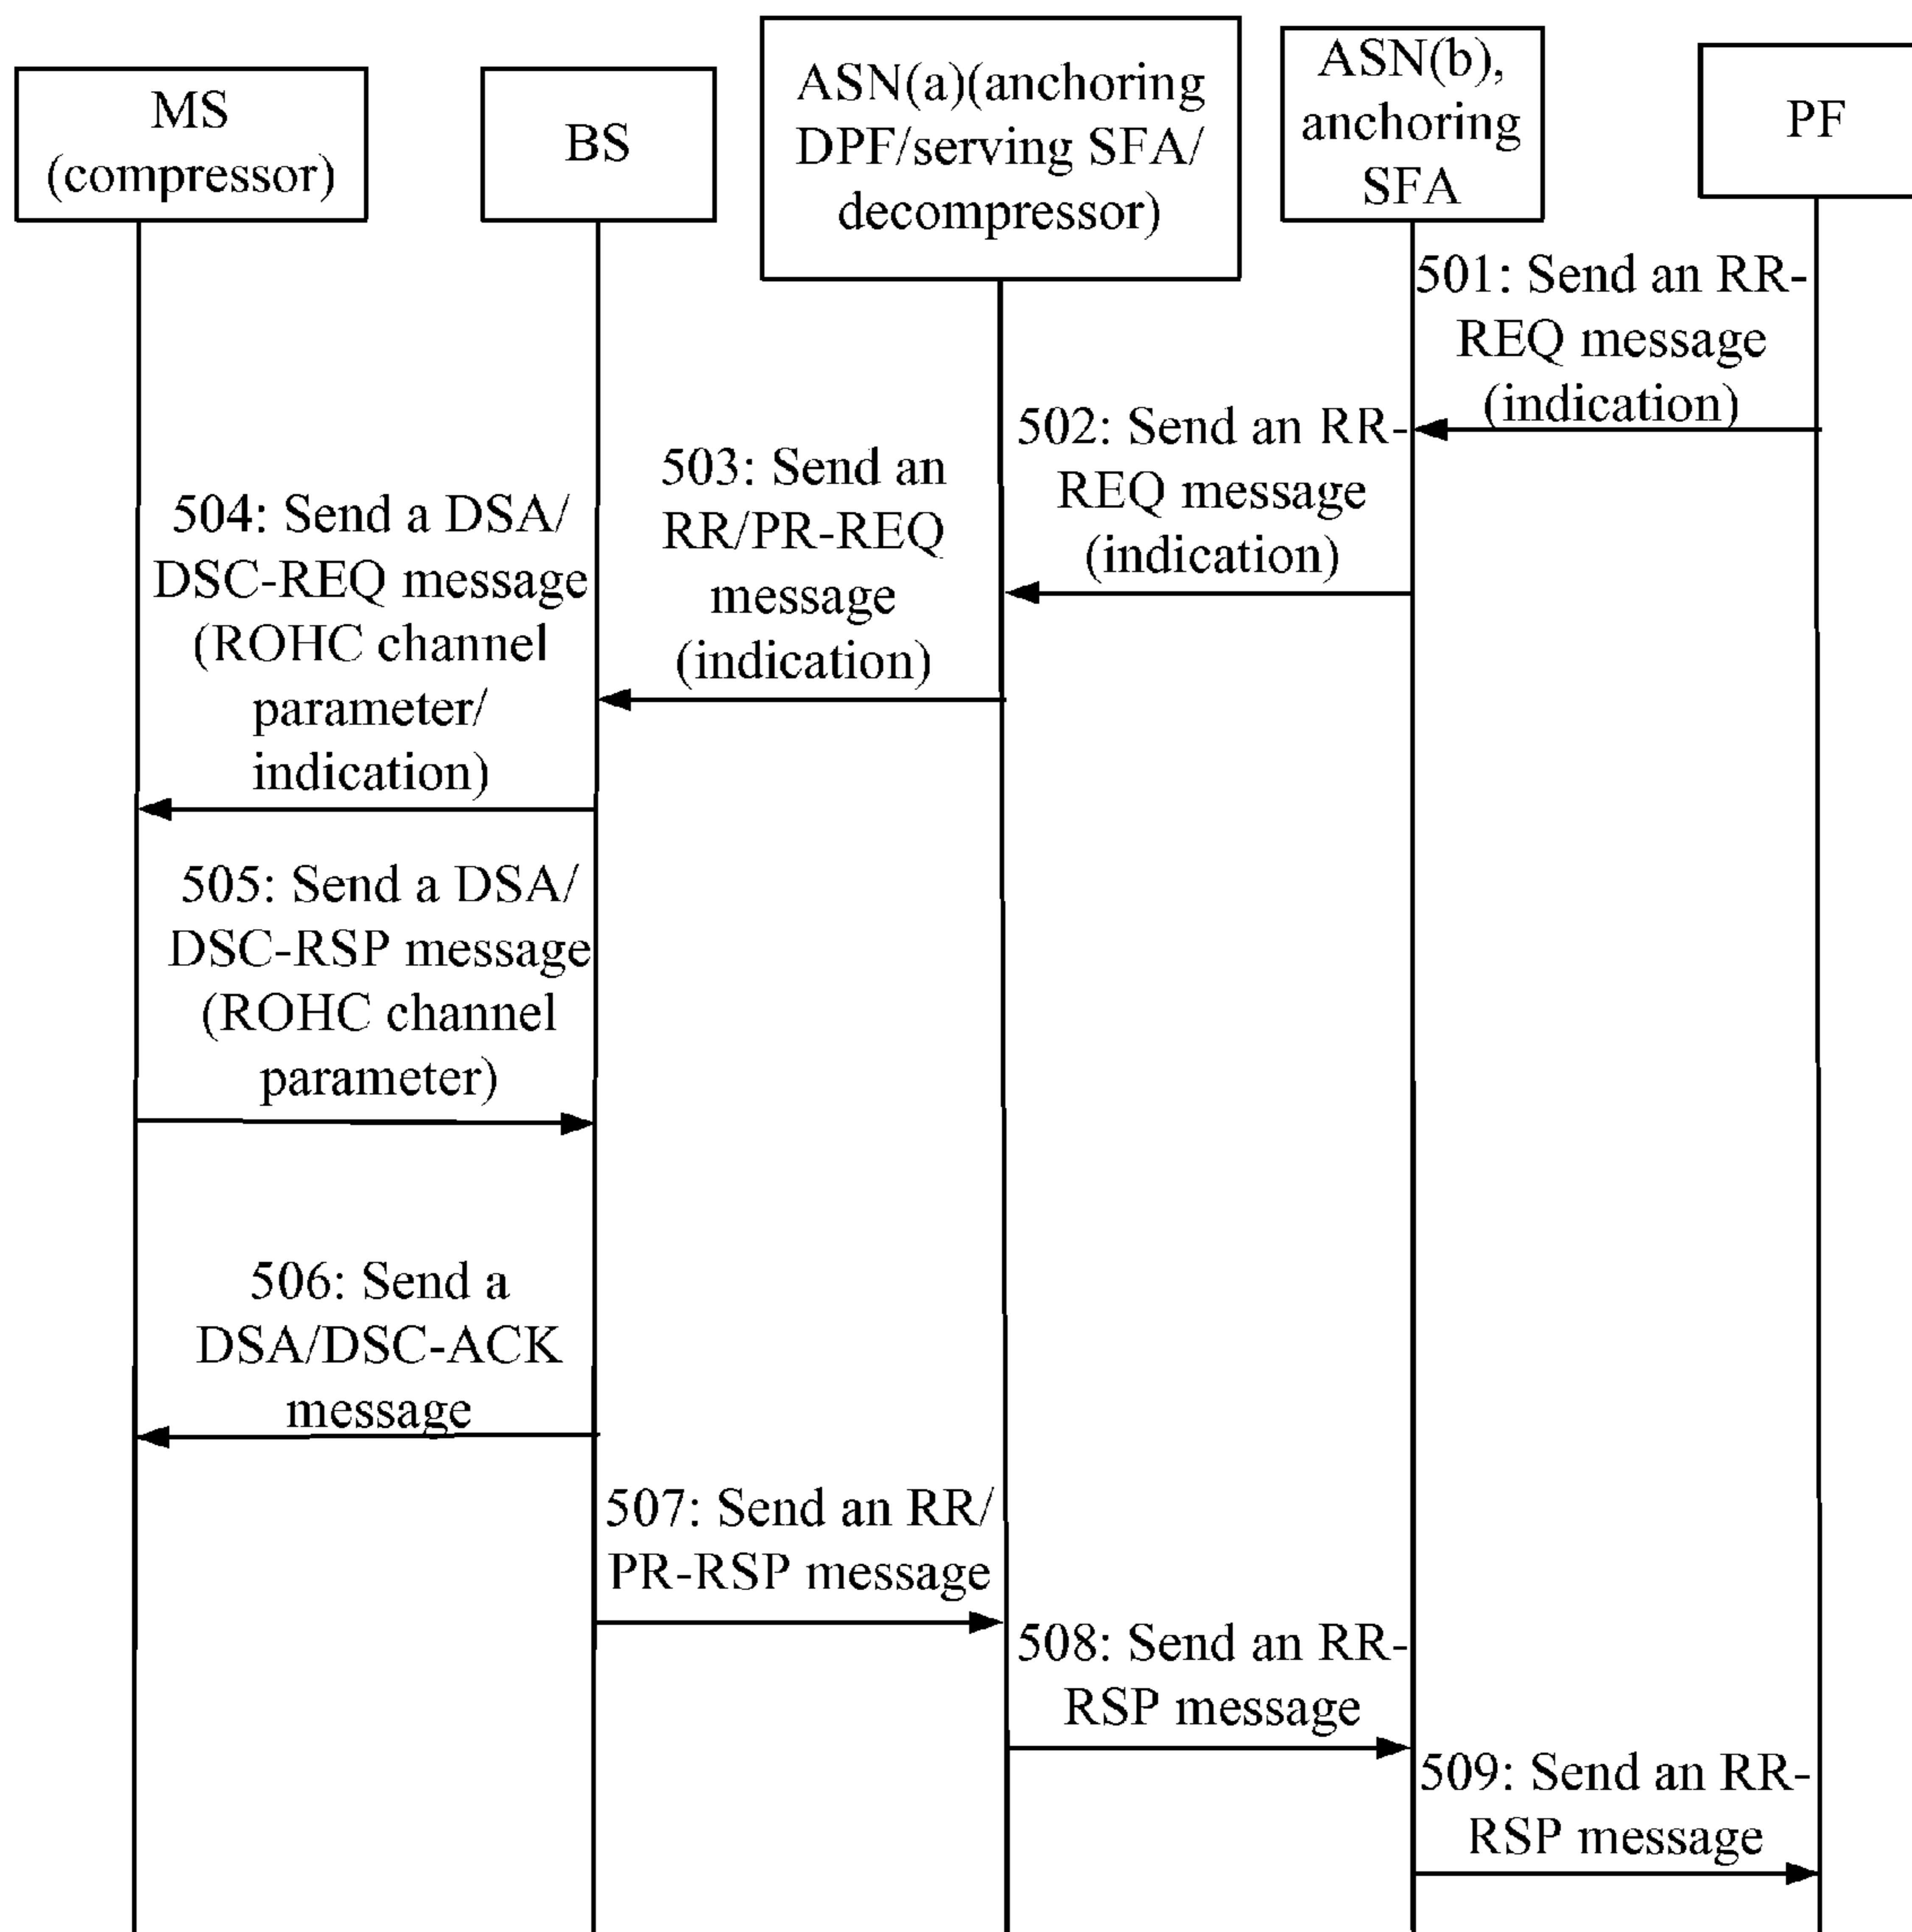 MS
(compressor)
BS
ASN(a)(anchoring
DPF/serving SFA/
decompressor)
ASN(b),
anchoring
SFA
PF
501: Send an RR-
REQ message
(indication)
502: Send an RR-
REQ message
(indication)
503: Send an
RR/PR-REQ
message
(indication)
504: Send a DSA/
DSC-REQ message
(ROHC channel
parameter/
indication)
505: Send a DSA/
DSC-RSP message
(ROHC channel
parameter)
506: Send a
DSA/DSC-ACK
message
507: Send an RR/
PR-RSP message
508: Send an RR-
RSP message
509: Send an RR-
RSP message